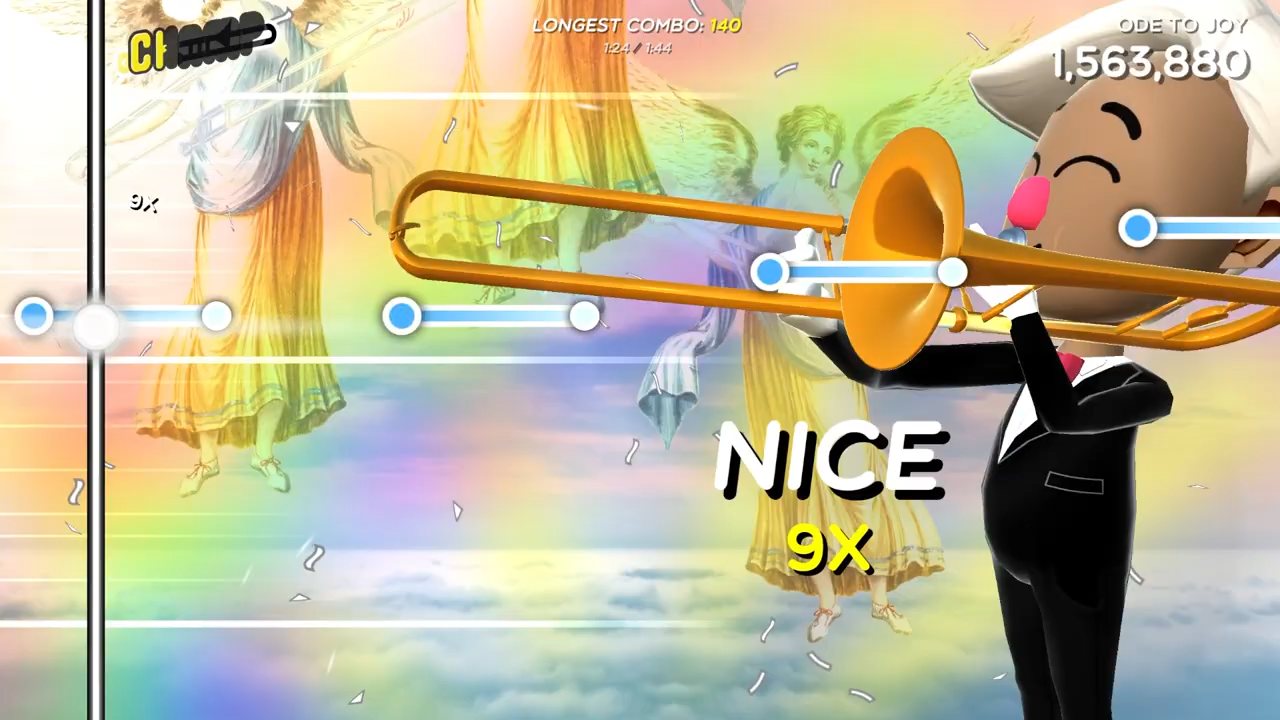 LONGEST COMBO: 140
1:24 / 1:44
ODE TO JOY
1,563,880
9X
NICE
9X